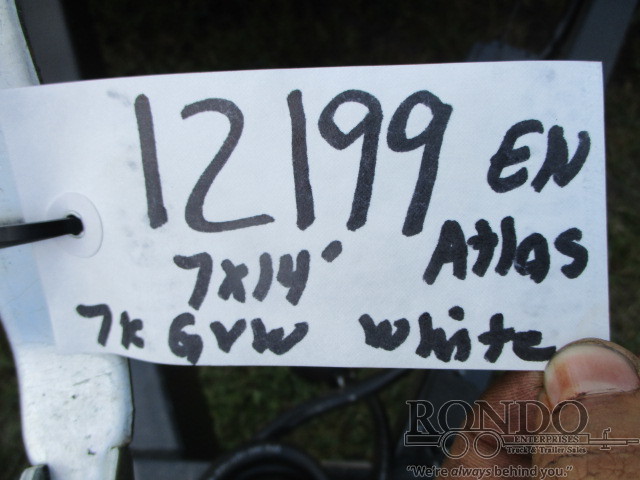 12199 EN
7x14' Atlas
7K GVW White
RONDO
ENTERPRISES
Truck & Trailer Sales
"We're always behind you."